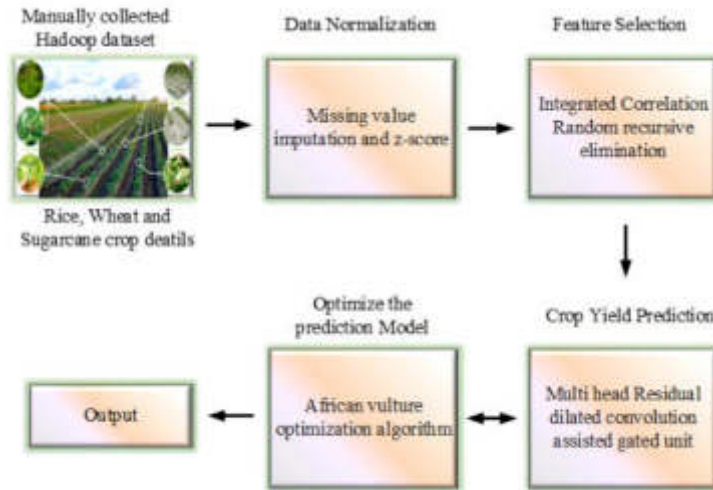 Manually collected
Hadoop dataset
Rice, Wheat and
Sugarcane crop deatils
Data Normalization
Missing value
imputation and z-score
Feature Selection
Integrated Correlation
Random recursive
elimination
Crop Yield Prediction
Multi head Residual
dilated convolution
assisted gated unit
Optimize the
prediction Model
African vulture
optimization algorithm
Output